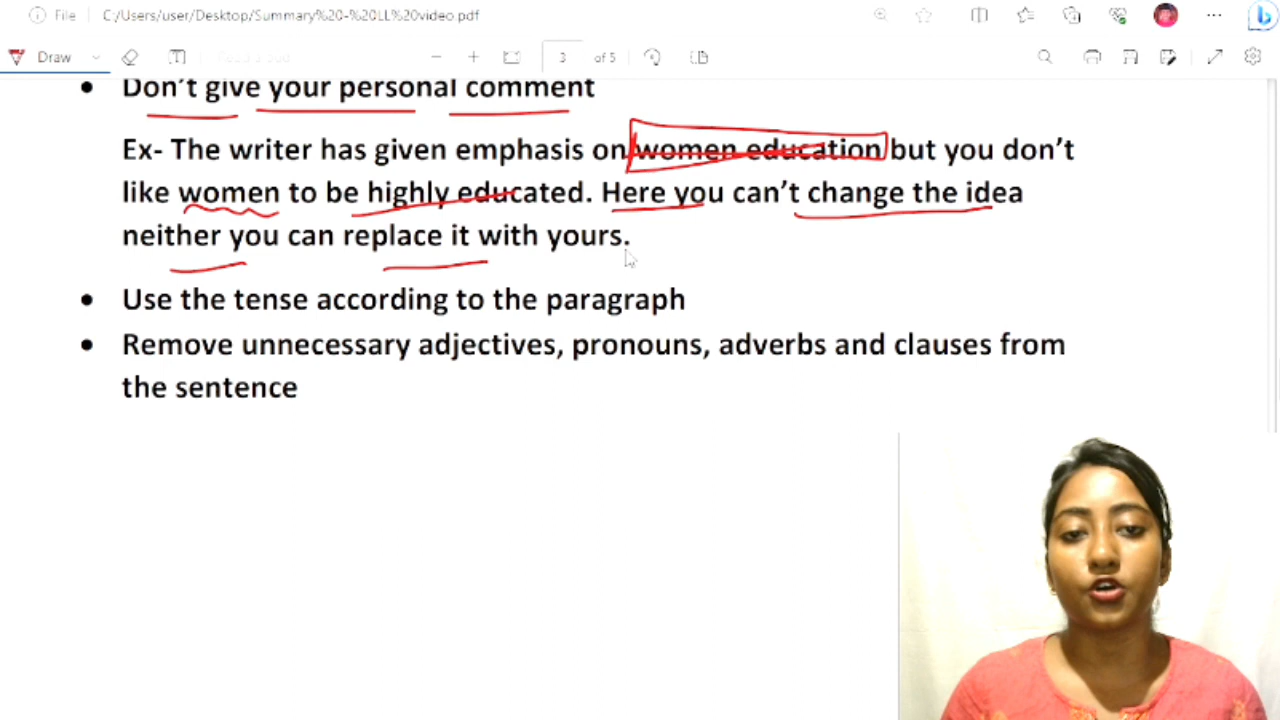 File C:/Users/user/Desktop/Summary%20-%20LL%20video.pdf
Draw Read aloud 3 of 5
• Don't give your personal comment
Ex- The writer has given emphasis on women education but you don't
like women to be highly educated. Here you can't change the idea
neither you can replace it with yours.
• Use the tense according to the paragraph
• Remove unnecessary adjectives, pronouns, adverbs and clauses from
the sentence